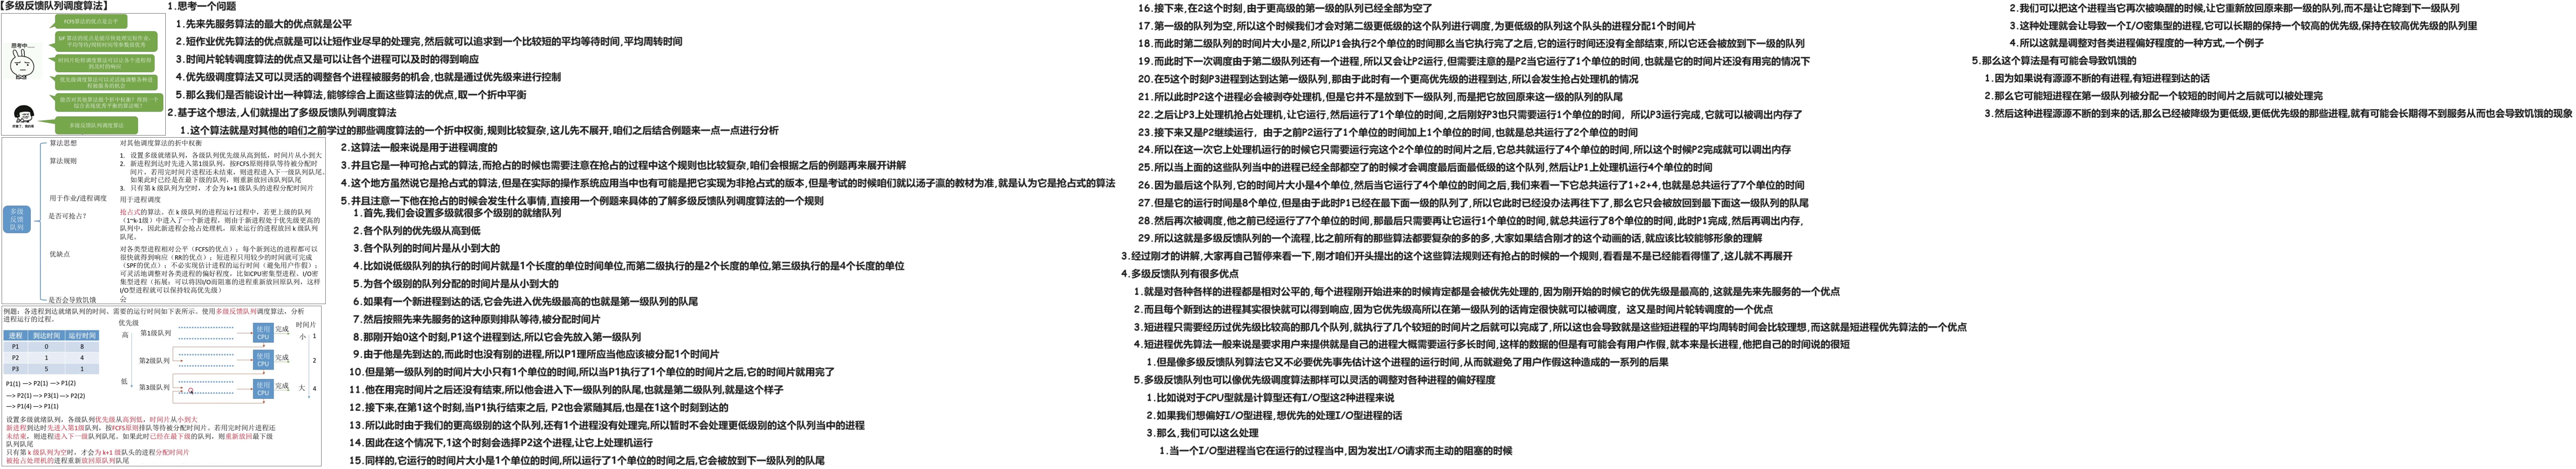 【多级反馈队列调度算法】
FCFS算法的优点是公平
思考中....
SJF 算法的优点是能尽快处理完短作业，
平均等待/周转时间等参数很优秀
时间片轮转调度算法可以让各个进程得
到及时的响应
优先级调度算法可以灵活地调整各种进
程被服务的机会
能否对其他算法做个折中权衡？得到一个
综合表现优秀平衡的算法呢？
多级反馈队列调度算法
多级
反馈
队列
算法思想
对其他调度算法的折中权衡
算法规则
1. 设置多级就绪队列，各级队列优先级从高到低，时间片从小到大
2. 新进程到达时先进入第1级队列，按FCFS原则排队等待被分配时
间片，若用完时间片进程还未结束，则进程进入下一级队列队尾。
如果此时已经是在最下级的队列，则重新放回该队列队尾
3. 只有第 k 级队列为空时，才会为 k+1 级队头的进程分配时间片
用于作业/进程调度
用于进程调度
是否可抢占？
抢占式的算法。在 k 级队列的进程运行过程中，若更上级的队列
（1~k-1级）中进入了一个新进程，则由于新进程处于优先级更高的
队列中，因此新进程会抢占处理机，原来运行的进程放回 k 级队列
队尾。
优缺点
对各类型进程相对公平（FCFS的优点）；每个新到达的进程都可以
很快就得到响应（RR的优点）；短进程只用较少的时间就可完成
（SPF的优点）；不必实现估计进程的运行时间（避免用户作假）；
可灵活地调整对各类进程的偏好程度，比如CPU密集型进程、I/O密
集型进程（拓展：可以将因I/O而阻塞的进程重新放回原队列，这样
I/O型进程就可以保持较高优先级）
是否会导致饥饿
会
例题：各进程到达就绪队列的时间、需要的运行时间如下表所示。使用多级反馈队列调度算法，分析
进程运行的过程。
进程 到达时间 运行时间
P1 0 8
P2 1 4
P3 5 1
P1(1) —> P2(1) —> P1(2)
—> P2(1) —> P3(1) —> P2(2)
—> P1(4) —> P1(1)
优先级
高
低
第1级队列
第2级队列
第3级队列
使用
CPU
完成
使用
CPU
完成
使用
CPU
完成
时间片
小
1
2
大
4
设置多级就绪队列，各级队列优先级从高到低，时间片从小到大
新进程到达时先进入第1级队列，按FCFS原则排队等待被分配时间片。若用完时间片进程还
未结束，则进程进入下一级队列队尾。如果此时已经在最下级的队列，则重新放回最下级
队列队尾
只有第 k 级队列为空时，才会为 k+1 级队头的进程分配时间片
被抢占处理机的进程重新放回原队列队尾
1.思考一个问题
1.先来先服务算法的最大的优点就是公平
2.短作业优先算法的优点就是可以让短作业尽早的处理完,然后就可以追求到一个比较短的平均等待时间,平均周转时间
3.时间片轮转调度算法的优点又是可以让各个进程可以及时的得到响应
4.优先级调度算法又可以灵活的调整各个进程被服务的机会,也就是通过优先级来进行控制
5.那么我们是否能设计出一种算法,能够综合上面这些算法的优点,取一个折中平衡
2.基于这个想法,人们就提出了多级反馈队列调度算法
1.这个算法就是对其他的咱们之前学过的那些调度算法的一个折中权衡,规则比较复杂,这儿先不展开,咱们之后结合例题来一点一点进行分析
2.这算法一般来说是用于进程调度的
3.并且它是一种可抢占式的算法,而抢占的时候也需要注意在抢占的过程中这个规则也比较复杂,咱们会根据之后的例题再来展开讲解
4.这个地方虽然说它是抢占式的算法,但是在实际的操作系统应用当中也有可能是把它实现为非抢占式的版本,但是考试的时候咱们就以汤子瀛的教材为准,就是认为它是抢占式的算法
5.并且注意一下他在抢占的时候会发生什么事情,直接用一个例题来具体的了解多级反馈队列调度算法的一个规则
1.首先,我们会设置多级就很多个级别的就绪队列
2.各个队列的优先级从高到低
3.各个队列的时间片是从小到大的
4.比如说低级队列的执行的时间片就是1个长度的单位时间单位,而第二级执行的是2个长度的单位,第三级执行的是4个长度的单位
5.为各个级别的队列分配的时间片是从小到大的
6.如果有一个新进程到达的话,它会先进入优先级最高的也就是第一级队列的队尾
7.然后按照先来先服务的这种原则排队等待,被分配时间片
8.那刚开始0这个时刻,P1这个进程到达,所以它会先放入第一级队列
9.由于他是先到达的,而此时也没有别的进程,所以P1理所应当他应该被分配1个时间片
10.但是第一级队列的时间片大小只有1个单位的时间,所以当P1执行了1个单位的时间片之后,它的时间片就用完了
11.他在用完时间片之后还没有结束,所以他会进入下一级队列的队尾,也就是第二级队列,就是这个样子
12.接下来,在第1这个时刻,当P1执行结束之后, P2也会紧随其后,也是在1这个时刻到达的
13.所以此时由于我们的更高级别的这个队列,还有1个进程没有处理完,所以暂时不会处理更低级别的这个队列当中的进程
14.因此在这个情况下,1这个时刻会选择P2这个进程,让它上处理机运行
15.同样的,它运行的时间片大小是1个单位的时间,所以运行了1个单位的时间之后,它会被放到下一级队列的队尾
16.接下来,在2这个时刻,由于更高级的第一级的队列已经全部为空了
17.第一级的队列为空,所以这个时候我们才会对第二级更低级的这个队列进行调度,为更低级的队列这个队头的进程分配1个时间片
18.而此时第二级队列的时间片大小是2,所以P1会执行2个单位的时间那么当它执行完了之后,它的运行时间还没有全部结束,所以它还会被放到下一级的队列
19.而此时下一次调度由于第二级队列还有一个进程,所以又会让P2运行,但不需要注意的是P2当它运行了1个单位的时间,也就是它的时间片还没有用完的情况下
20.在5这个时刻P3进程到达到达第一级队列,那由于此时有一个更高优先级的进程到达,所以会发生抢占处理机的情况
21.所以此时P2这个进程必会被剥夺处理机,但是它并不是放到下一级队列,而是把它放回原来这一级的队列的队尾
22.之后让P3上处理机抢占处理机,让它运行,然后运行了1个单位的时间,之后刚好P3也只需要运行1个单位的时间, 所以P3运行完成,它就可以被调出内存了
23.接下来又是P2继续运行, 由于之前P2运行了1个单位的时间加上1个单位的时间,也就是总共运行了2个单位的时间
24.所以在这一次它上处理机运行的时候它只需要运行完这个2个单位的时间片之后,它总共就运行了4个单位的时间,所以这个时候P2完成就可以调出内存
25.所以当上面的这些队列当中的进程已经全部都空了的时候才会调度最后面最低级的这个队列,然后让P1上处理机运行4个单位的时间
26.因为最后这个队列,它的时间片大小是4个单位,然后当它运行了4个单位的时间之后,我们来看一下它总共运行了1+2+4,也就是总共运行了7个单位的时间
27.但是它的运行时间是8个单位,但是由于此时P1已经在最下面一级的队列了,所以它此时已经没办法再往下了,那么它只会被放回到最下面这一级队列的队尾
28.然后再次被调度,他之前已经运行了7个单位的时间,那最后只需要再让它运行1个单位的时间,就总共运行了8个单位的时间,此时P1完成,然后再调出内存,
29.所以这就是多级反馈队列的一个流程,比之前所有的那些算法都要复杂的多的多,大家如果结合刚才的这个动画的话,就应该比较能够形象的理解
3.经过刚才的讲解,大家再自己暂停来看一下,刚才咱们开头提出的这个这些算法规则还有抢占的时候的一个规则,看看是不是已经能看得懂了,这儿就不再展开
4.多级反馈队列有很多优点
1.就是对各种各样的进程都是相对公平的,每个进程刚开始进来的时候肯定都是会被优先处理的,因为刚开始的时候它的优先级是最高的,这就是先来先服务的一个优点
2.而且每个新到达的进程其实很快就可以得到响应,因为它优先级高所以在第一级队列的话肯定很快就可以被调度, 这又是时间片轮转调度的一个优点
3.短进程只需要经历过优先级比较高的那几个队列,就执行了几个较短的时间片之后就可以完成了,所以这也会导致就是这些短进程的平均周转时间会比较理想,而这就是短进程优先算法的一个优点
4.短进程优先算法一般来说是要求用户来提供就是自己的进程大概需要运行多长时间,这样的数据的但是有可能会有用户作假,就本来是长进程,他把自己的时间说的很短
1.但是像多级反馈队列算法它又不必要优先事先估计这个进程的运行时间,从而就避免了用户作假这种造成的一系列的后果
5.多级反馈队列也可以像优先级调度算法那样可以灵活的调整对各种进程的偏好程度
1.比如说对于CPU型就是计算型还有I/O型这2种进程来说
2.如果我们想偏好I/O型进程,想优先的处理I/O型进程的话
3.那么,我们可以这么处理
1.当一个I/O型进程当它在运行的过程当中,因为发出I/O请求而主动的阻塞的时候
2.我们可以把这个进程当它再次被唤醒的时候,让它重新放回原来那一级的队列,而不是让它降到下一级队列
3.这种处理就会让导致一个I/O密集型的进程,它可以长期的保持一个较高的优先级,保持在较高优先级的队列里
4.所以这就是调整对各类进程偏好程度的一种方式,一个例子
5.那么这个算法是有可能会导致饥饿的
1.因为如果说有源源不断的有进程,有短进程到达的话
2.那么它可能短进程在第一级队列被分配一个较短的时间片之后就可以被处理完
3.然后这种进程源源不断的到来的话,那么已经被降级为更低级,更低优先级的那些进程,就有可能会长期得不到服务从而也会导致饥饿的现象